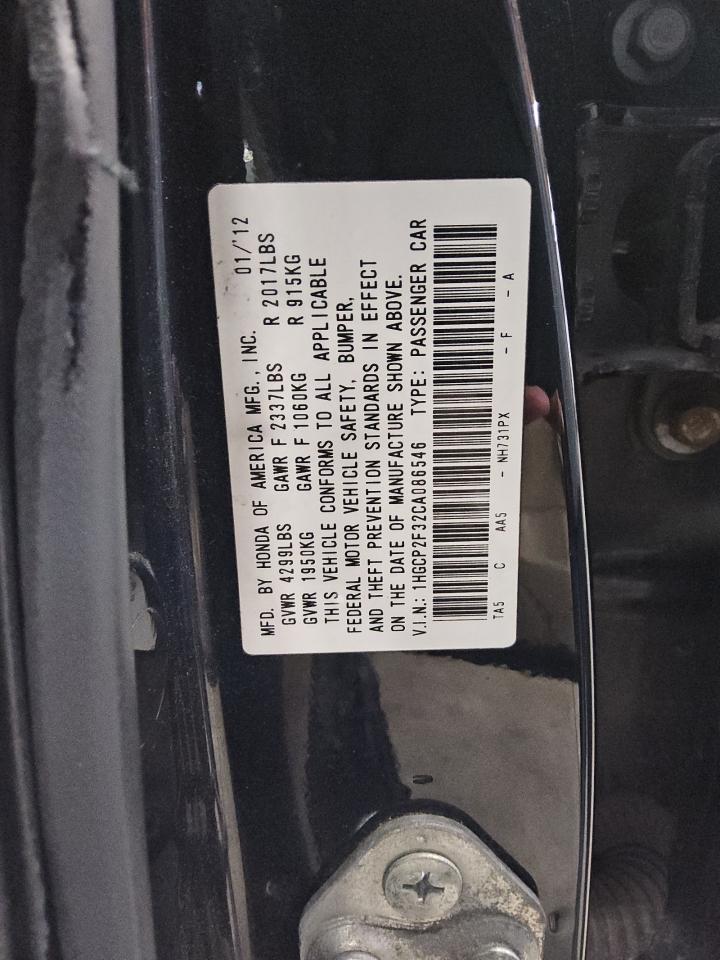 MFD. BY HONDA OF AMERICA MFG., INC. 01/'12
GVWR 4299LBS GAWR F 2337LBS R 2017LBS
GVWR 1950KG GAWR F 1060KG R 915KG
THIS VEHICLE CONFORMS TO ALL APPLICABLE
FEDERAL MOTOR VEHICLE SAFETY, BUMPER,
AND THEFT PREVENTION STANDARDS IN EFFECT
ON THE DATE OF MANUFACTURE SHOWN ABOVE.
V.I.N.: 1HGCP2F32CA086546 TYPE: PASSENGER CAR
TA5 C AA5 - NH731PX - F - A